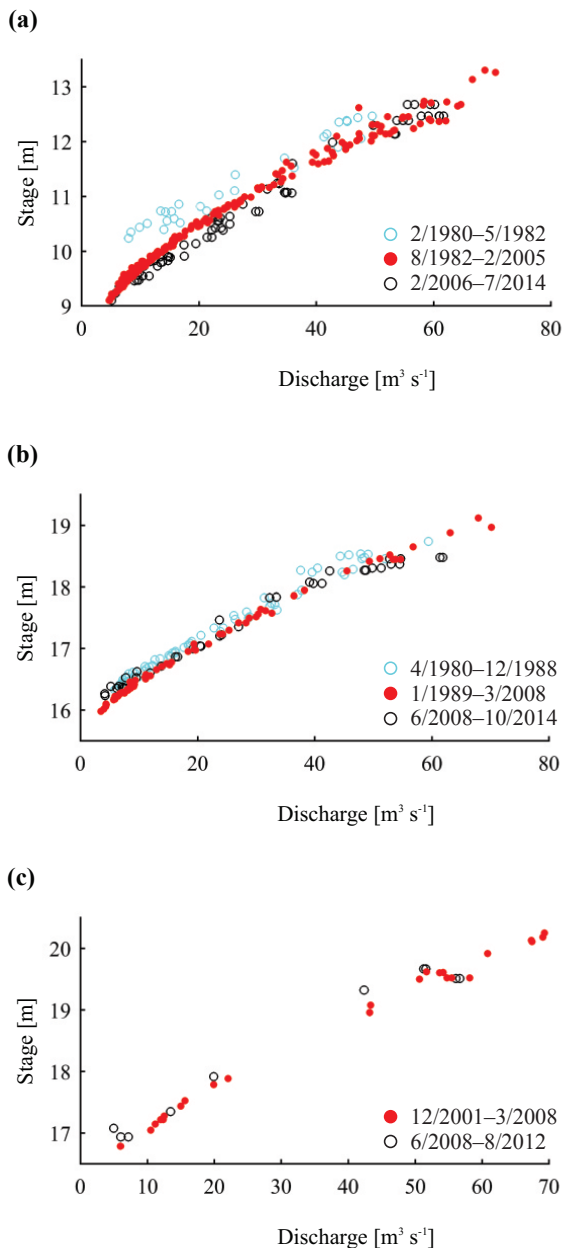 (a)
13
12
11
10
9
Stage [m]
2/1980–5/1982
8/1982–2/2005
2/2006–7/2014
0 20 40 60 80
Discharge [m³ s⁻¹]
(b)
19
18
17
16
Stage [m]
4/1980–12/1988
1/1989–3/2008
6/2008–10/2014
0 20 40 60 80
Discharge [m³ s⁻¹]
(c)
20
19
18
17
Stage [m]
12/2001–3/2008
6/2008–8/2012
0 10 20 30 40 50 60 70
Discharge [m³ s⁻¹]